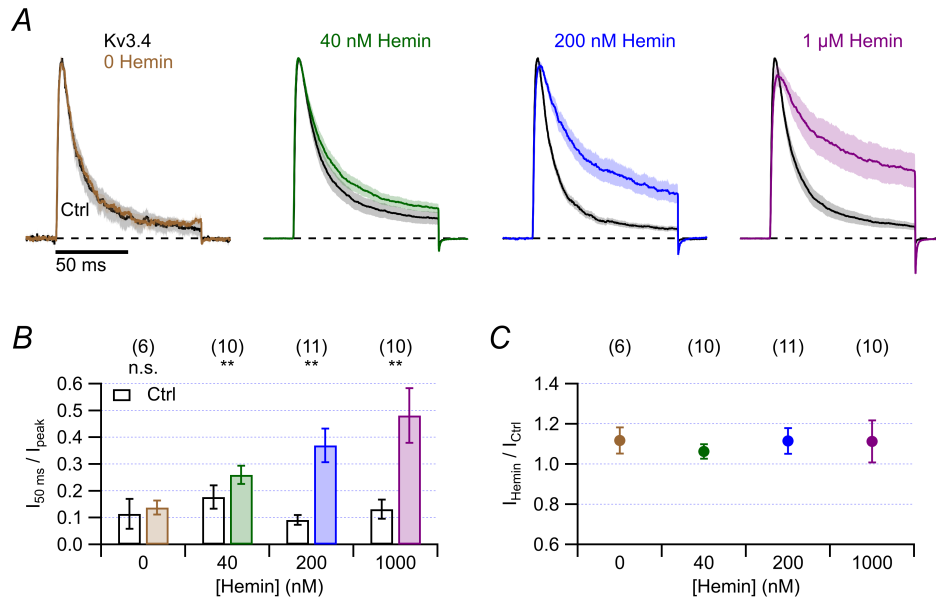 A
Kv3.4
0 Hemin
40 nM Hemin
200 nM Hemin
1 µM Hemin
Ctrl
50 ms
B
(6)
(10)
(11)
(10)
n.s.
**
**
**
Ctrl
0.6
0.5
0.4
0.3
0.2
0.1
0.0
I50 ms / Ipeak
0
40
200
1000
[Hemin] (nM)
C
(6)
(10)
(11)
(10)
1.4
1.2
1.0
0.8
0.6
IHemin / ICtrl
0
40
200
1000
[Hemin] (nM)